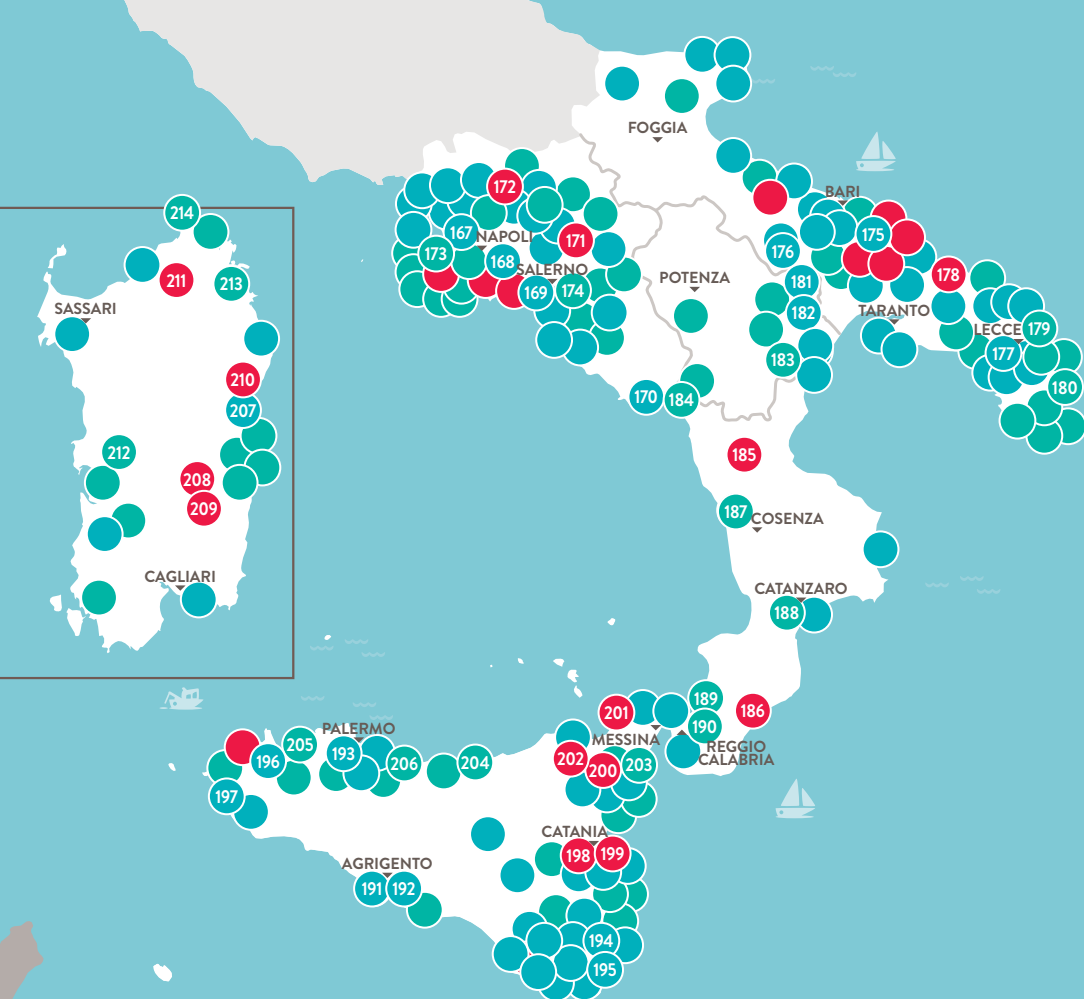 FOGGIA
BARI
172
214
167
NAPOLI
171
175
173
176
168
SALERNO
178
211
213
169
174
POTENZA
181
SASSARI
182
TARANTO
LECCE
179
177
183
210
180
207
170
184
212
185
208
209
187
COSENZA
CAGLIARI
CATANZARO
188
189
201
186
190
PALERMO
205
193
MESSINA
REGGIO
CALABRIA
196
206
204
202
200
203
197
CATANIA
198
199
AGRIGENTO
191
192
194
195